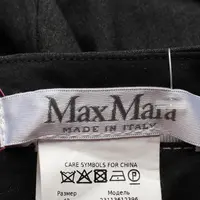 MaxMara
MADE IN ITALY
CARE SYMBOLS FOR CHINA
Размер Модель